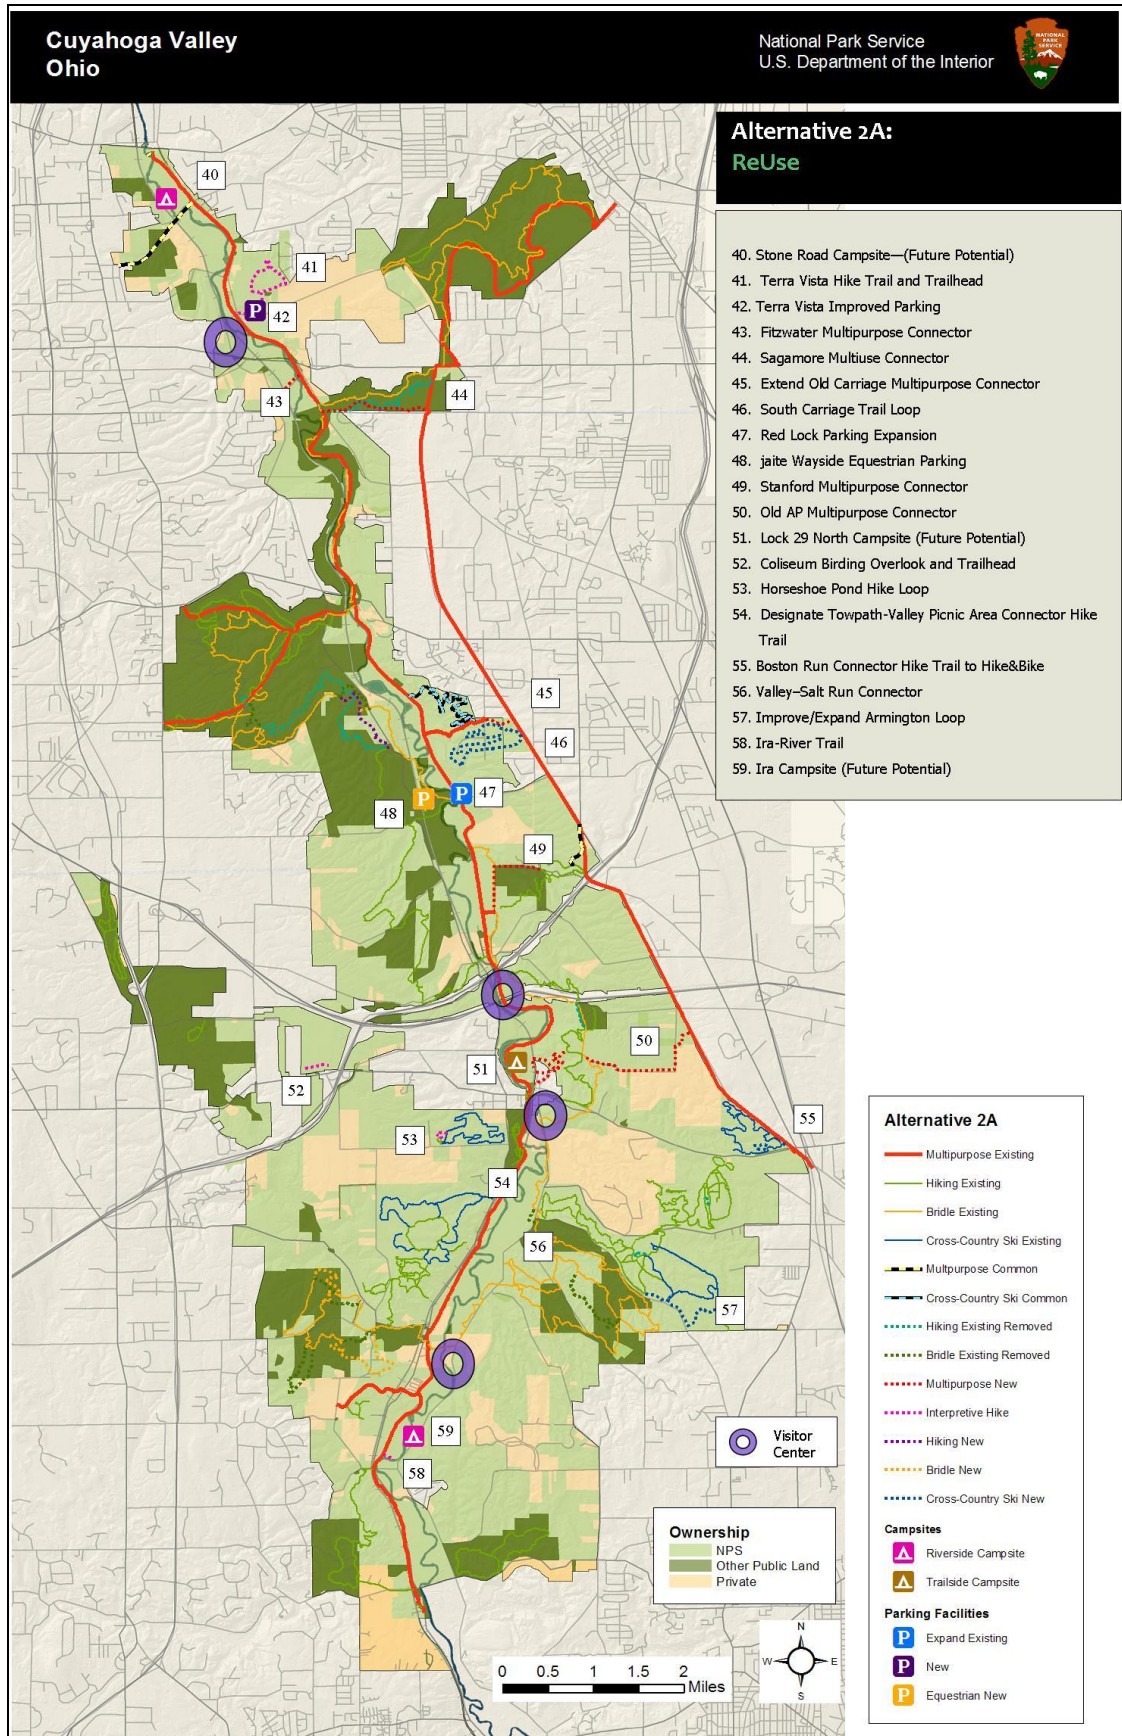 Cuyahoga Valley
Ohio
National Park Service
U.S. Department of the Interior
NATIONAL
PARK
SERVICE
Alternative 2A:
ReUse
40. Stone Road Campsite—(Future Potential)
41. Terra Vista Hike Trail and Trailhead
42. Terra Vista Improved Parking
43. Fitzwater Multipurpose Connector
44. Sagamore Multiuse Connector
45. Extend Old Carriage Multipurpose Connector
46. South Carriage Trail Loop
47. Red Lock Parking Expansion
48. jaite Wayside Equestrian Parking
49. Stanford Multipurpose Connector
50. Old AP Multipurpose Connector
51. Lock 29 North Campsite (Future Potential)
52. Coliseum Birding Overlook and Trailhead
53. Horseshoe Pond Hike Loop
54. Designate Towpath-Valley Picnic Area Connector Hike
Trail
55. Boston Run Connector Hike Trail to Hike&Bike
56. Valley–Salt Run Connector
57. Improve/Expand Armington Loop
58. Ira-River Trail
59. Ira Campsite (Future Potential)
40
41
P
42
43
44
45
46
P
P
47
48
49
50
51
52
53
54
55
56
57
59
58
Alternative 2A
Multipurpose Existing
Hiking Existing
Bridle Existing
Cross-Country Ski Existing
Multpurpose Common
Cross-Country Ski Common
Hiking Existing Removed
Bridle Existing Removed
Multipurpose New
Interpretive Hike
Hiking New
Bridle New
Cross-Country Ski New
Campsites
Riverside Campsite
Trailside Campsite
Parking Facilities
P Expand Existing
P New
P Equestrian New
Visitor
Center
Ownership
NPS
Other Public Land
Private
N
W E
S
0 0.5 1 1.5 2
Miles